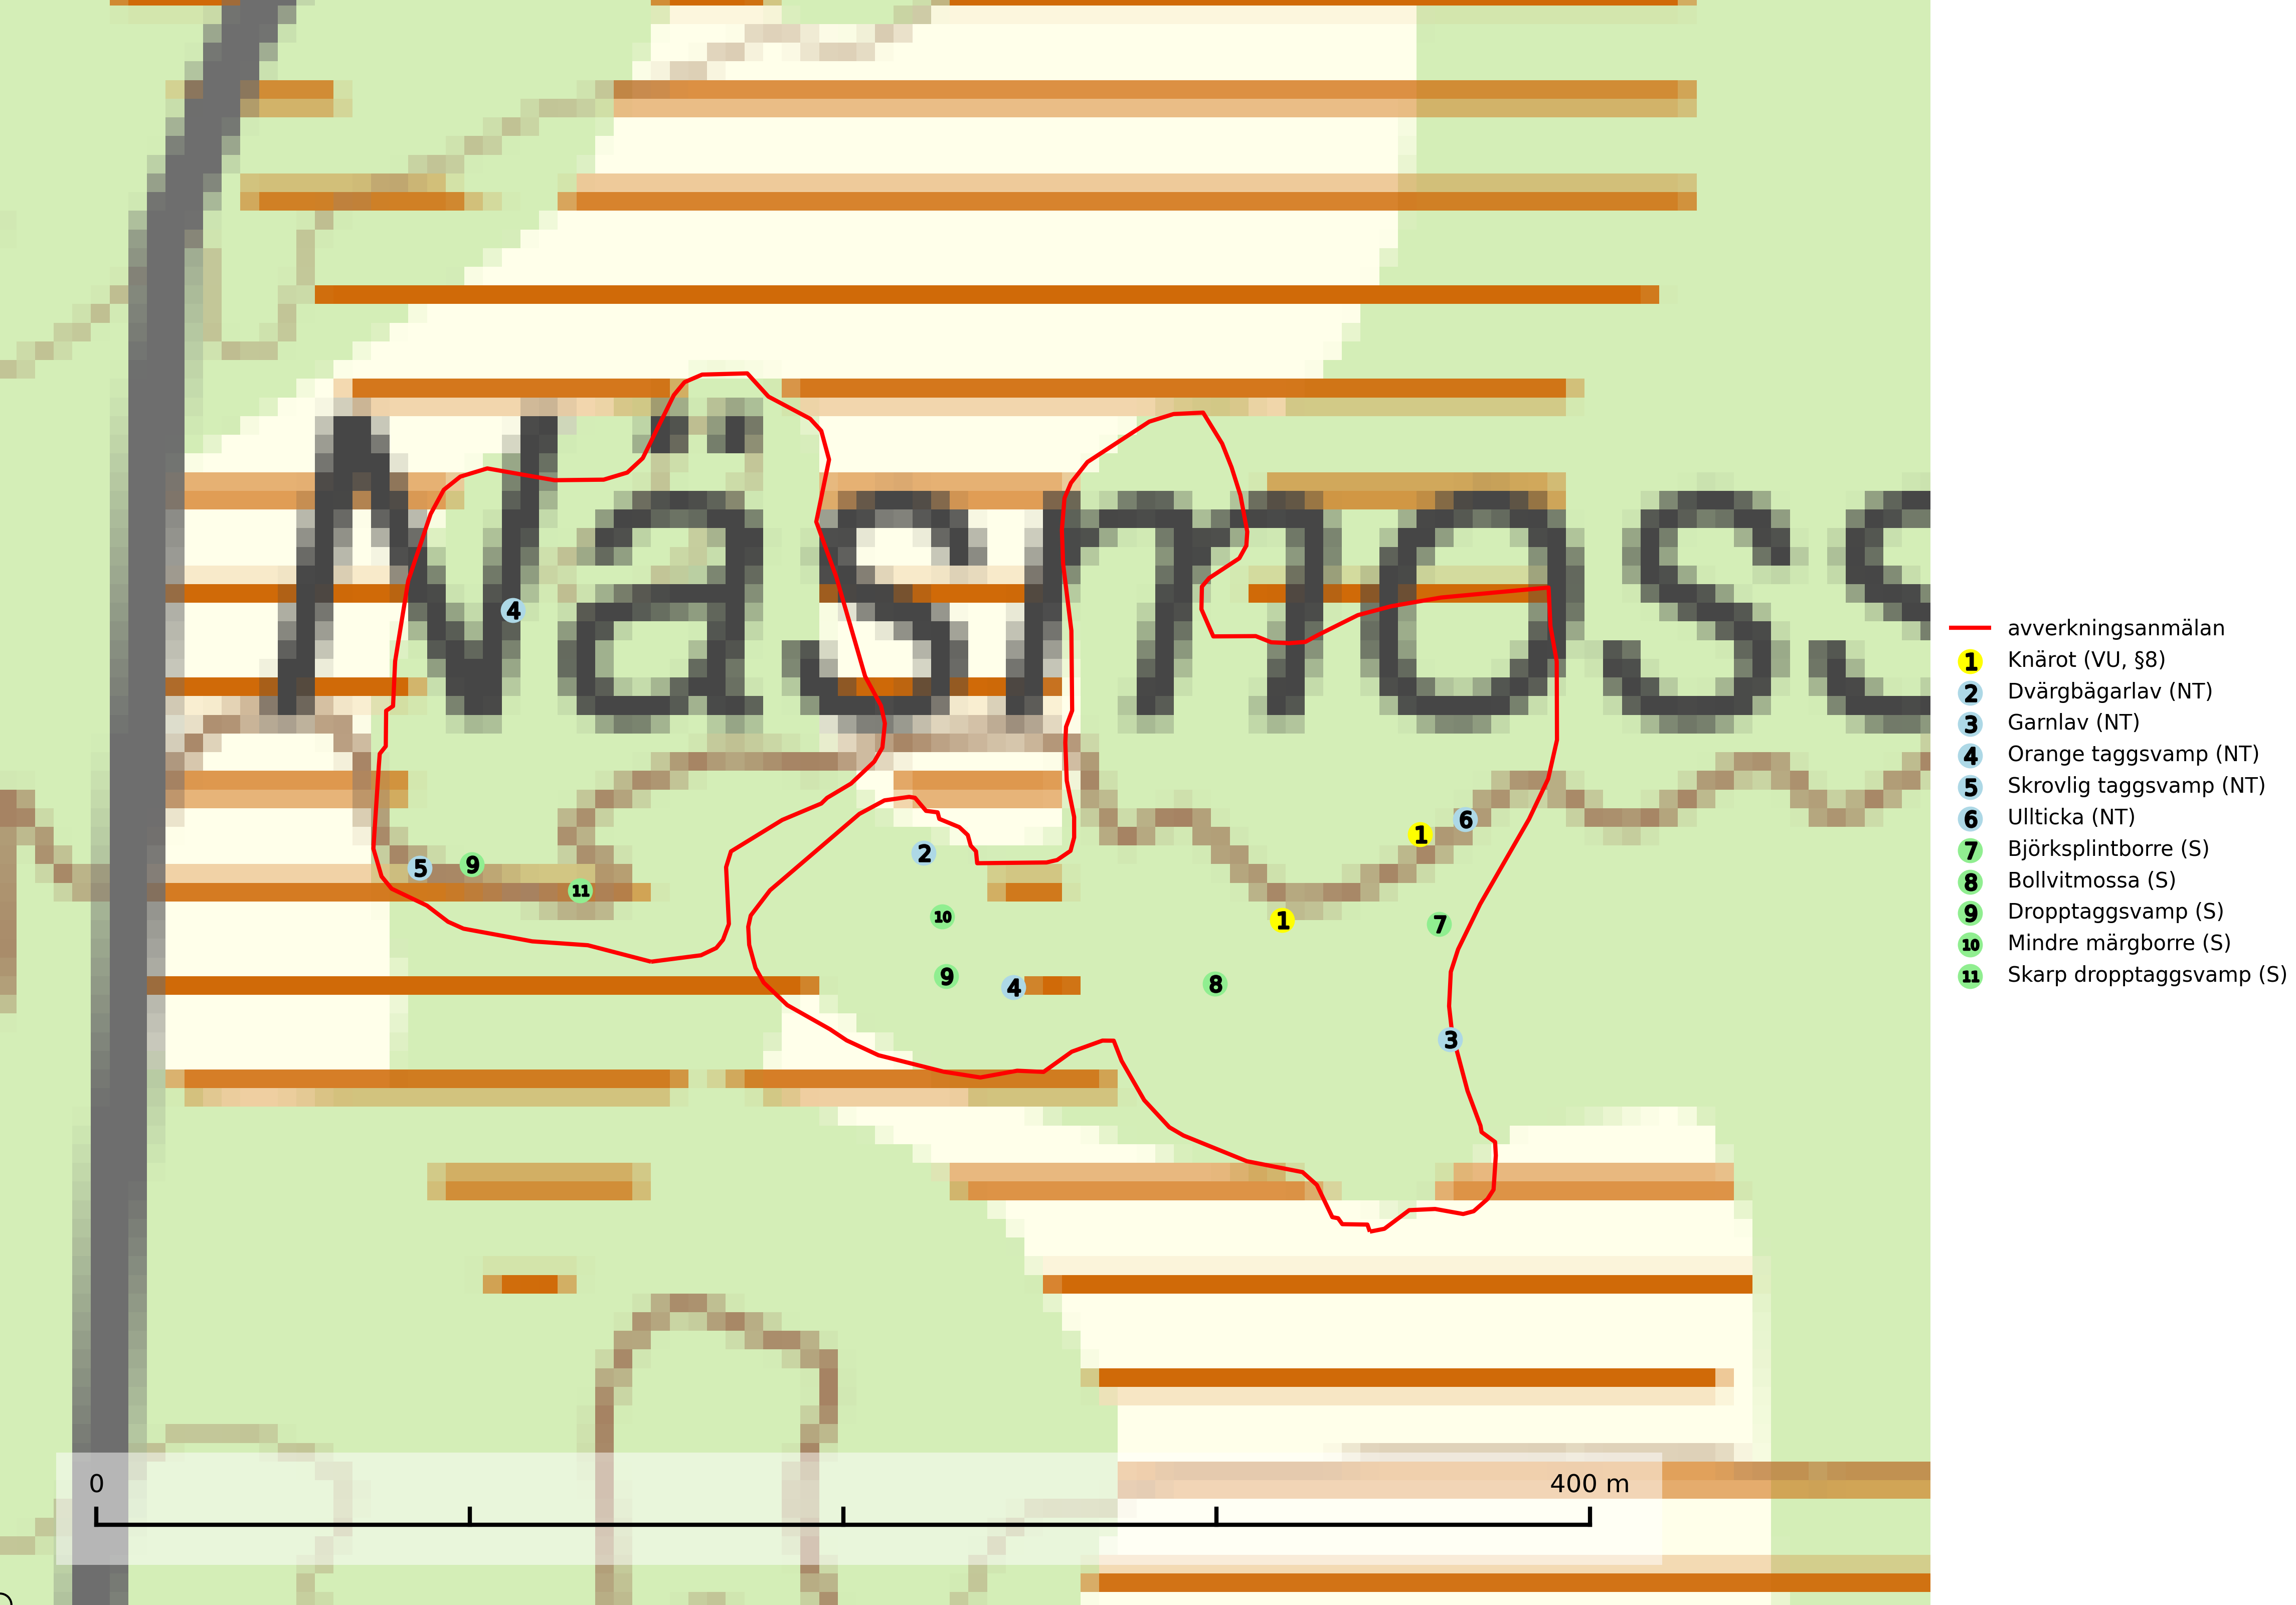 Näsmoss
4
5
9
11
2
10
9
4
8
1
1
6
7
3
0
400 m
avverkningsanmälan
1 Knärot (VU, §8)
2 Dvärgbägarlav (NT)
3 Garnlav (NT)
4 Orange taggsvamp (NT)
5 Skrovlig taggsvamp (NT)
6 Ullticka (NT)
7 Björksplintborre (S)
8 Bollvitmossa (S)
9 Dropptaggsvamp (S)
10 Mindre märgborre (S)
11 Skarp dropptaggsvamp (S)